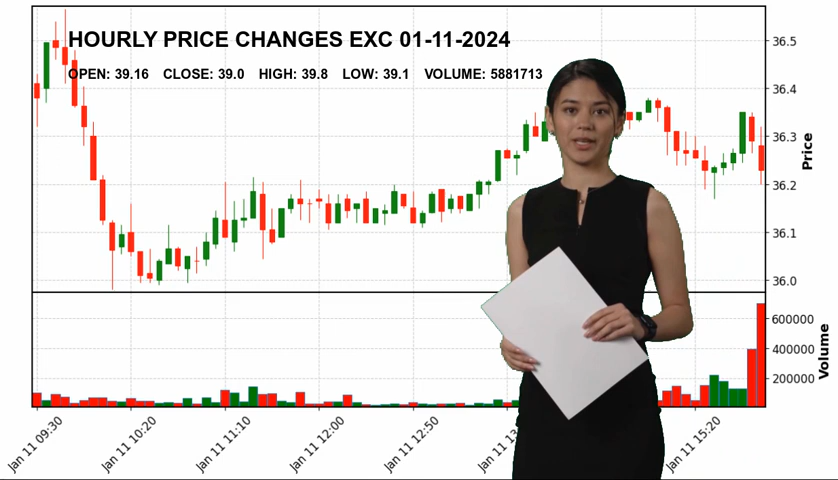 HOURLY PRICE CHANGES EXC 01-11-2024
OPEN: 39.16 CLOSE: 39.0 HIGH: 39.8 LOW: 39.1 VOLUME: 5881713
36.5
36.4
36.3
36.2
36.1
36.0
Price
600000
400000
200000
Volume
Jan 11 09:30
Jan 11 10:20
Jan 11 11:10
Jan 11 12:00
Jan 11 12:50
Jan 11 13
Jan 11 15:20